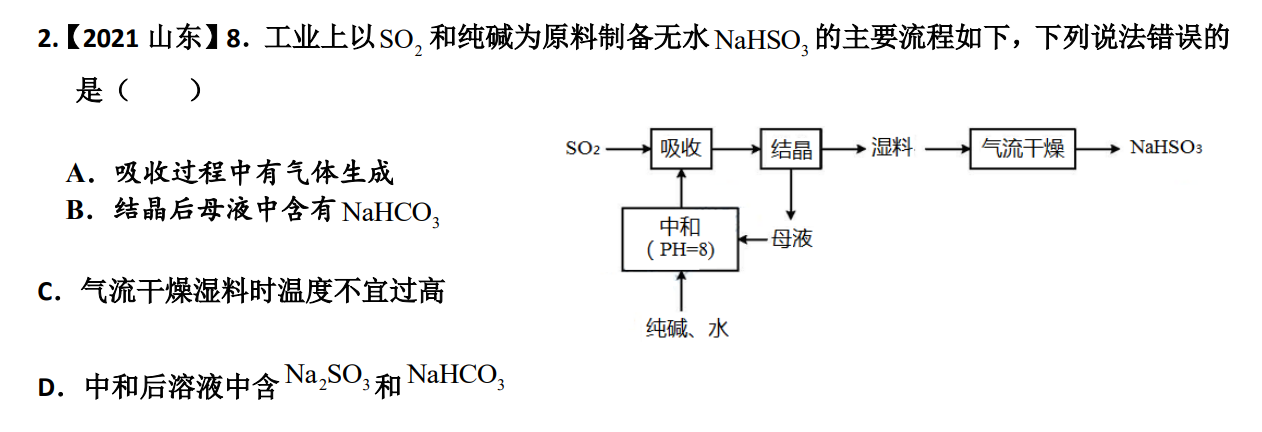 2.【2021 山东】8．工业上以 SO₂ 和纯碱为原料制备无水 NaHSO₃ 的主要流程如下，下列说法错误的
是（　　）
A．吸收过程中有气体生成
B．结晶后母液中含有 NaHCO₃
C．气流干燥湿料时温度不宜过高
D．中和后溶液中含 Na₂SO₃ 和 NaHCO₃
SO2 吸收 结晶 湿料 气流干燥 NaHSO3
中和
（PH=8） 母液
纯碱、水